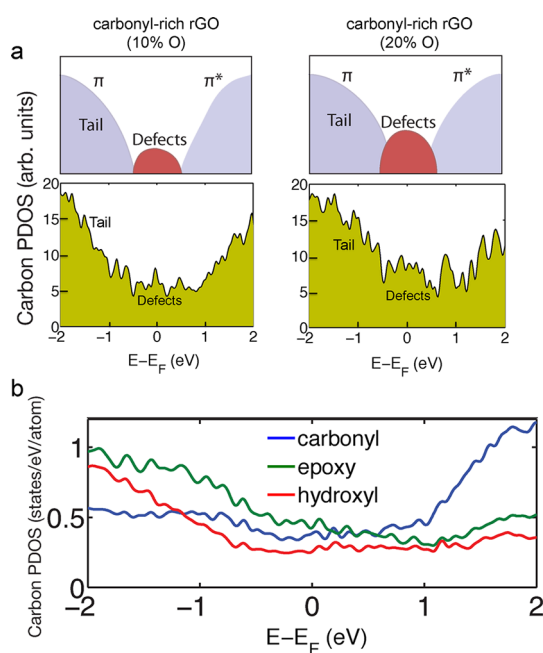 carbonyl-rich rGO
(10% O)
carbonyl-rich rGO
(20% O)
a
Carbon PDOS (arb. units)
π
π*
Tail
Defects
π
π*
Tail
Defects
20
15
10
5
0
Tail
Defects
-2 -1 0 1 2
E−E_F (eV)
20
15
10
5
0
Tail
Defects
-2 -1 0 1 2
E−E_F (eV)
b
Carbon PDOS (states/eV/atom)
1
0.5
0
carbonyl
epoxy
hydroxyl
−2 −1 0 1 2
E−E_F (eV)